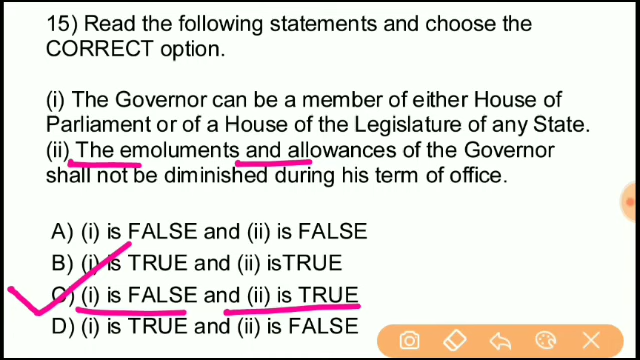 15) Read the following statements and choose the
CORRECT option.
(i) The Governor can be a member of either House of
Parliament or of a House of the Legislature of any State.
(ii) The emoluments and allowances of the Governor
shall not be diminished during his term of office.
A) (i) is FALSE and (ii) is FALSE
B) (i) is TRUE and (ii) isTRUE
C) (i) is FALSE and (ii) is TRUE
D) (i) is TRUE and (ii) is FALSE